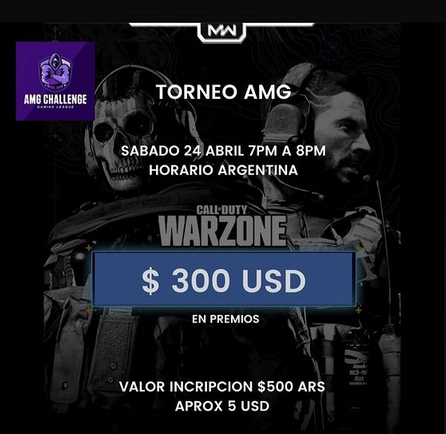 MW
AMG CHALLENGE
GAMING LEAGUE
TORNEO AMG
SABADO 24 ABRIL 7PM A 8PM
HORARIO ARGENTINA
CALL OF DUTY
WARZONE
$ 300 USD
EN PREMIOS
VALOR INCRIPCION $500 ARS
APROX 5 USD